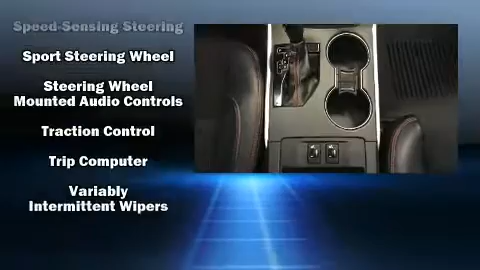 Speed-Sensing Steering
Sport Steering Wheel
Steering Wheel
Mounted Audio Controls
Traction Control
Trip Computer
Variably
Intermittent Wipers